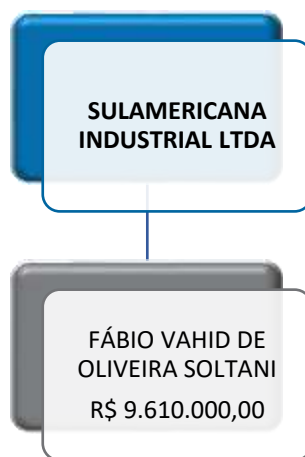 SULAMERICANA
INDUSTRIAL LTDA
FÁBIO VAHID DE
OLIVEIRA SOLTANI
R$ 9.610.000,00